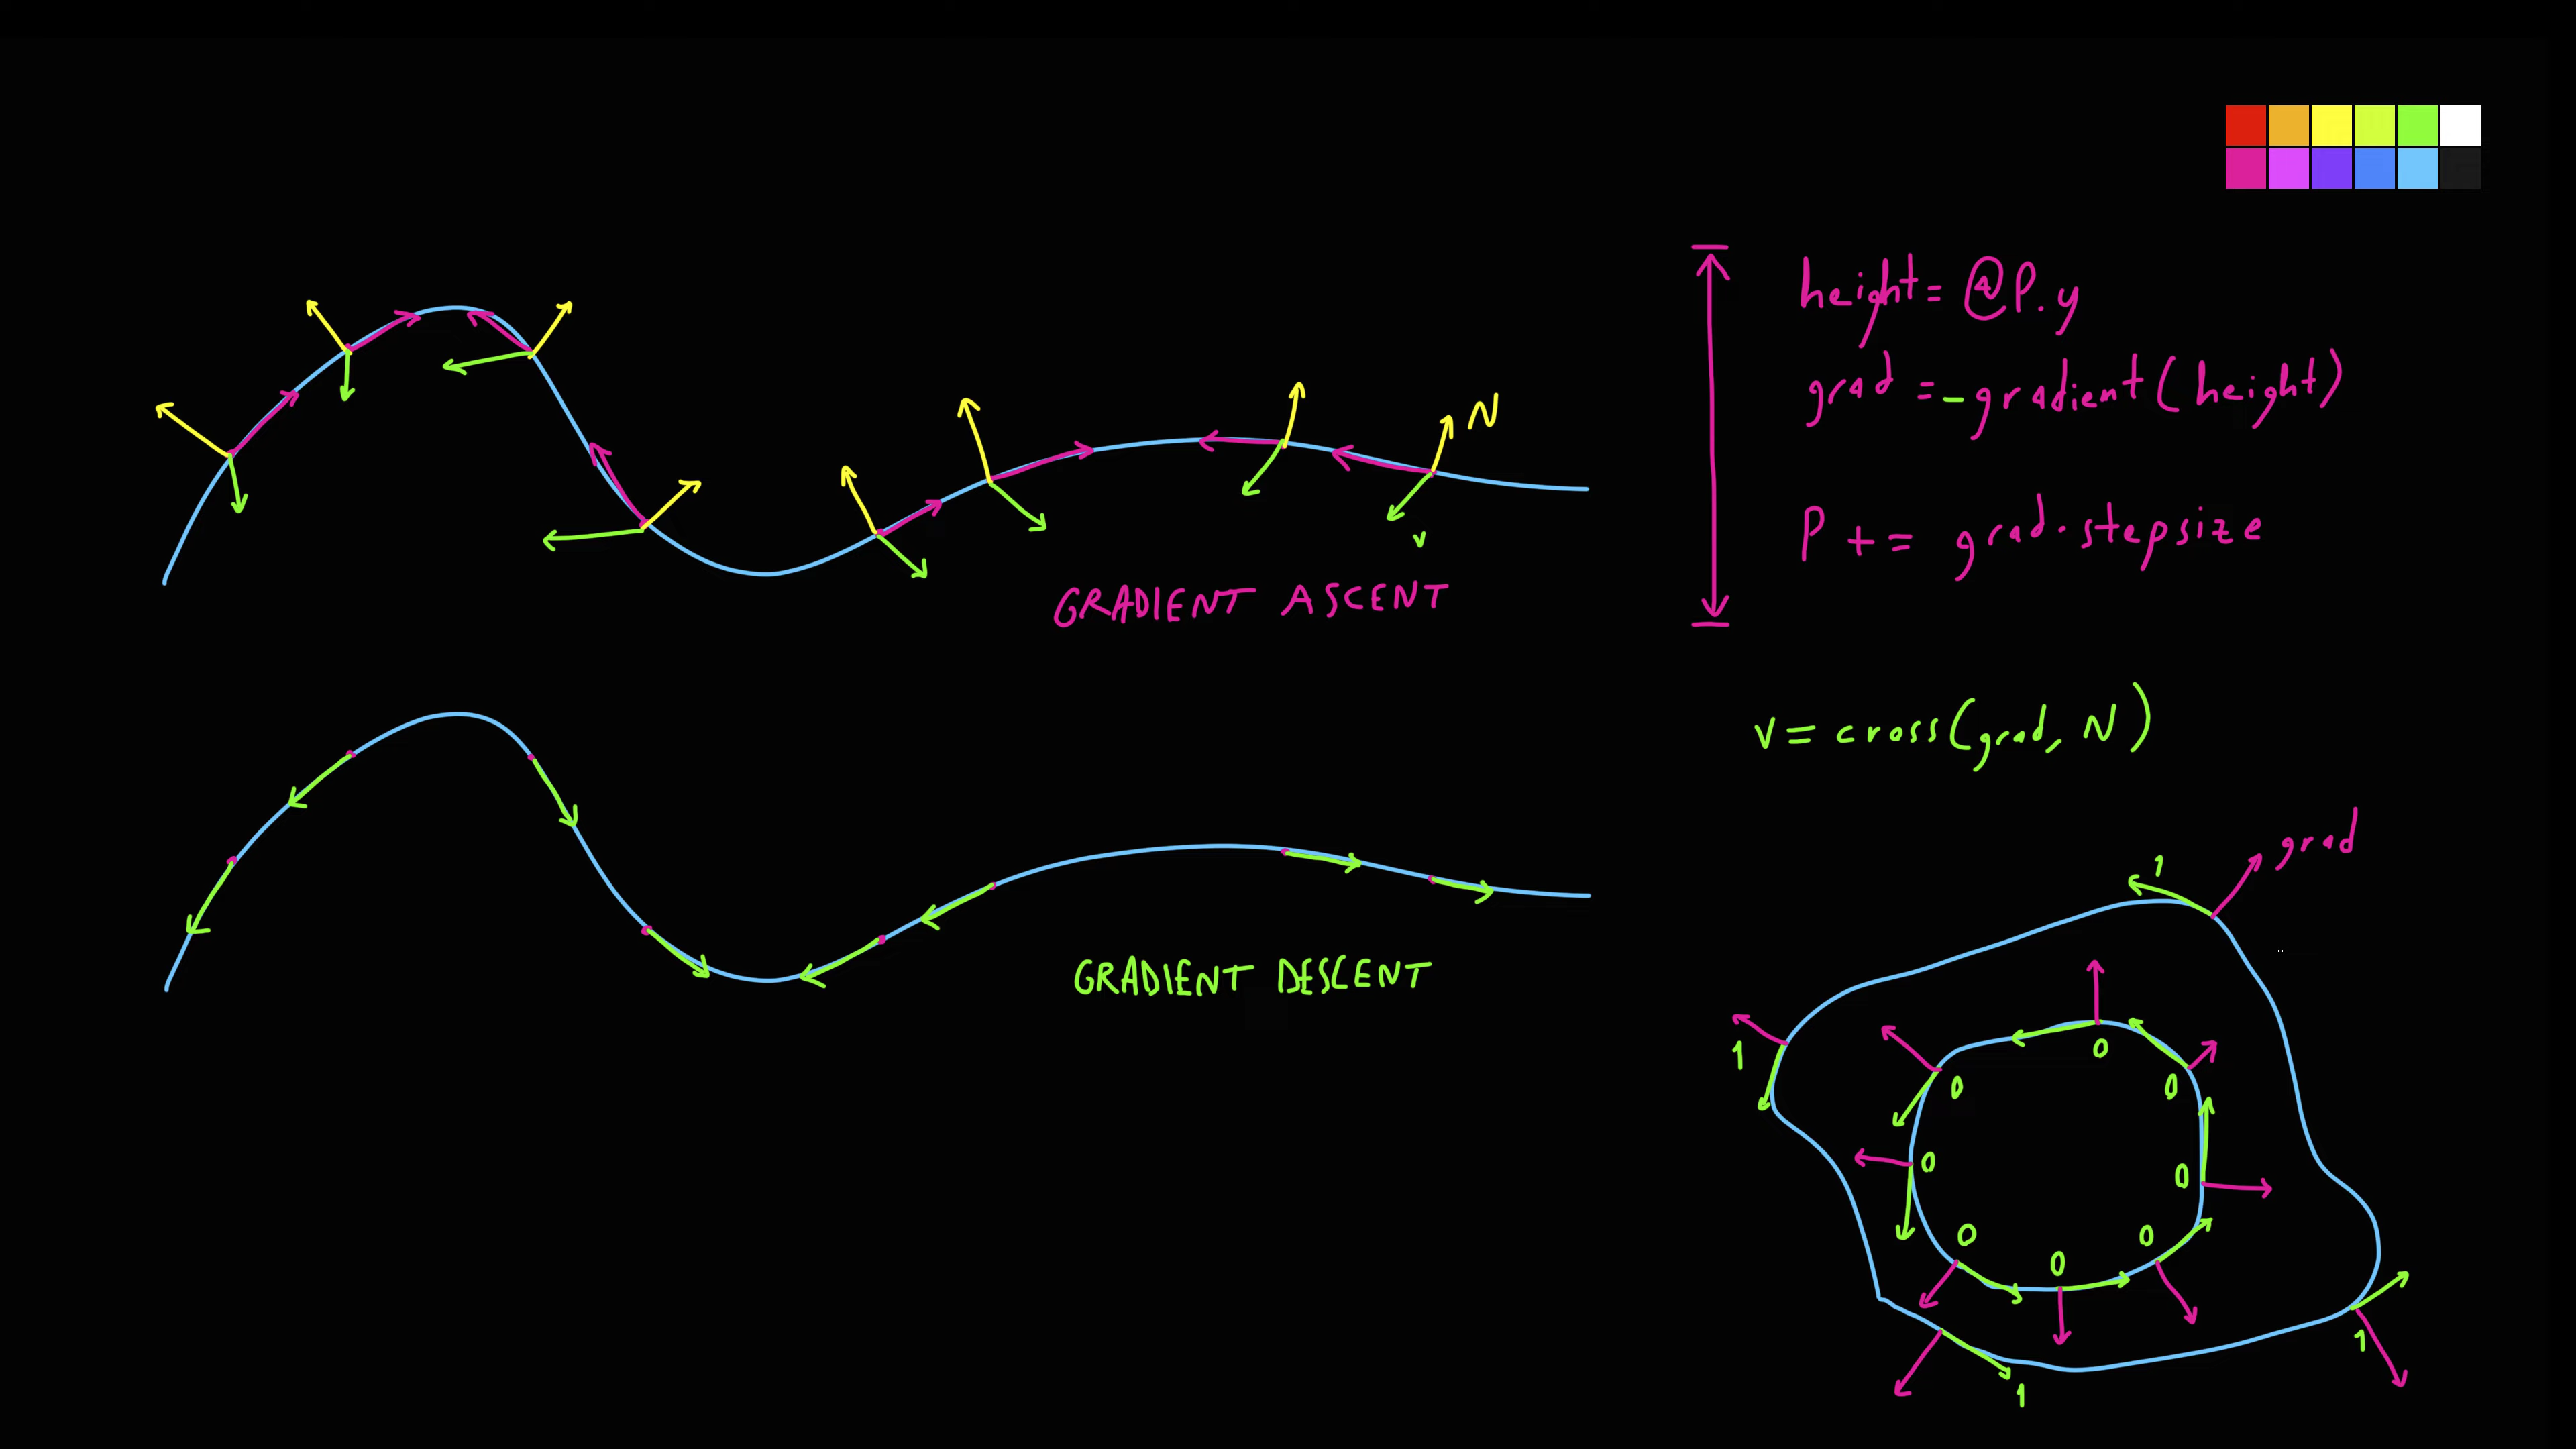 height = @P.y
grad = -gradient(height)
N
P += grad · stepsize
v
GRADIENT ASCENT
v = cross(grad, N)
grad
1
GRADIENT DESCENT
1
0
0
0
0
0
0
0
0
1
1